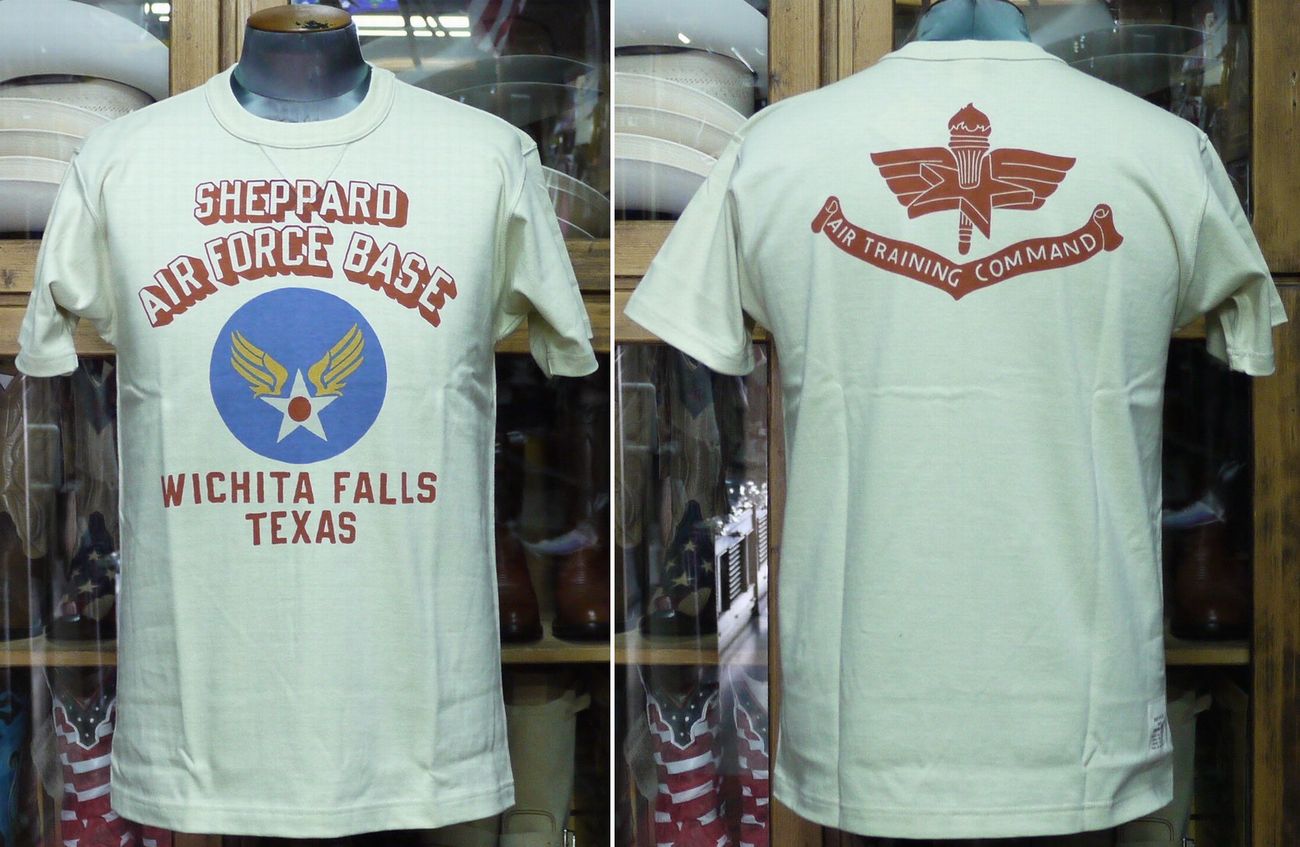 SHEPPARD
AIR FORCE BASE
WICHITA FALLS
TEXAS
AIR TRAINING COMMAND